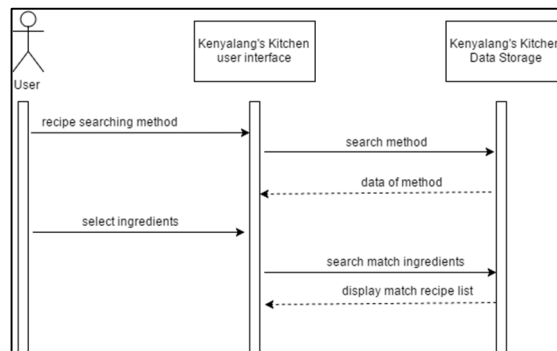 Kenyalang's Kitchen
user interface
Kenyalang's Kitchen
Data Storage
User
recipe searching method
search method
data of method
select ingredients
search match ingredients
display match recipe list